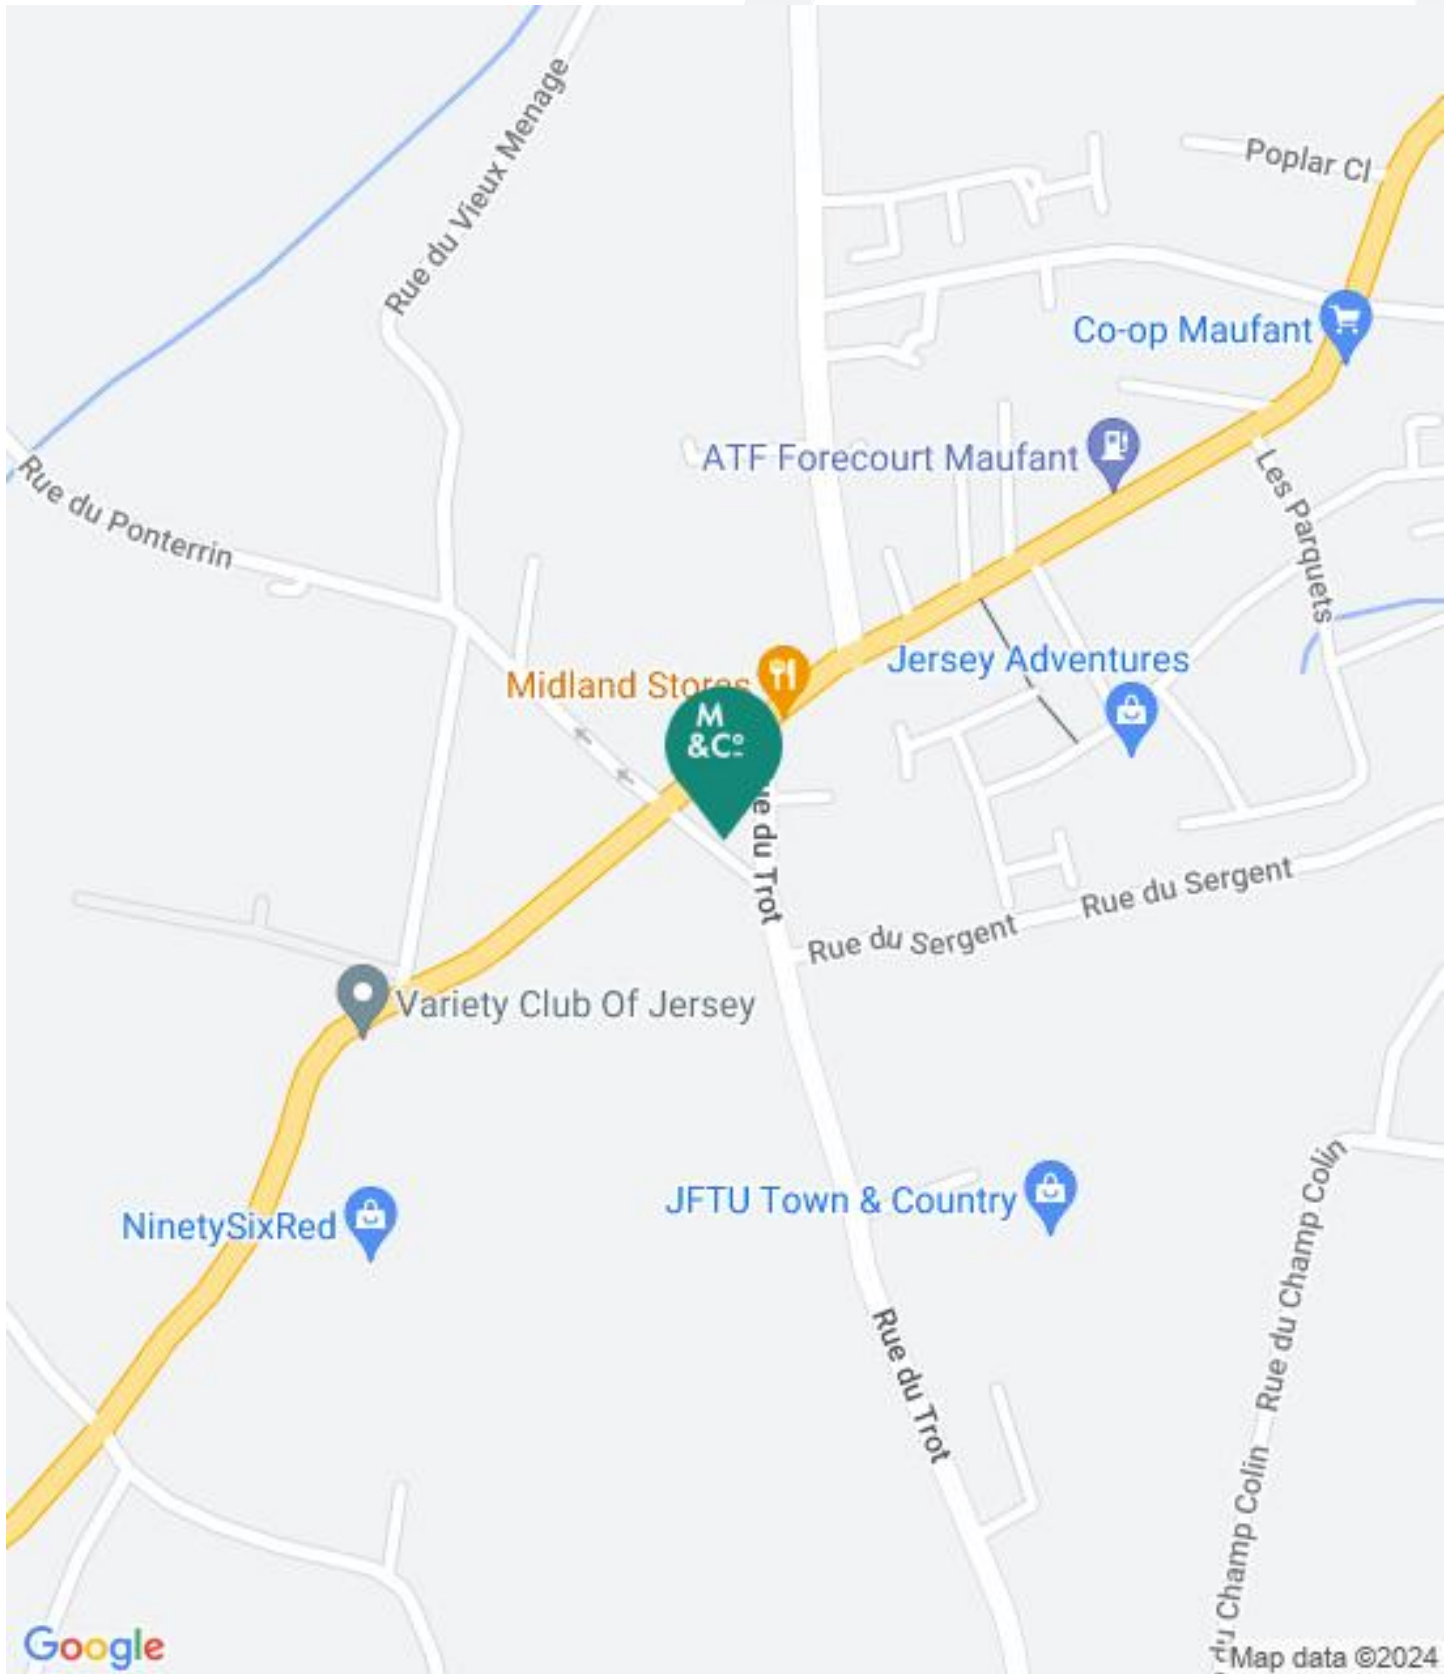 Rue du Vieux Menage
Poplar Cl
Co-op Maufant
ATF Forecourt Maufant
Rue du Ponterrin
Les Parquets
Jersey Adventures
Midland Stores
M
&Cº
ue du Trot
Rue du Sergent
Rue du Sergent
Variety Club Of Jersey
JFTU Town & Country
NinetySixRed
Rue du Champ Colin
Rue du Trot
du Champ Colin
Google
Map data ©2024